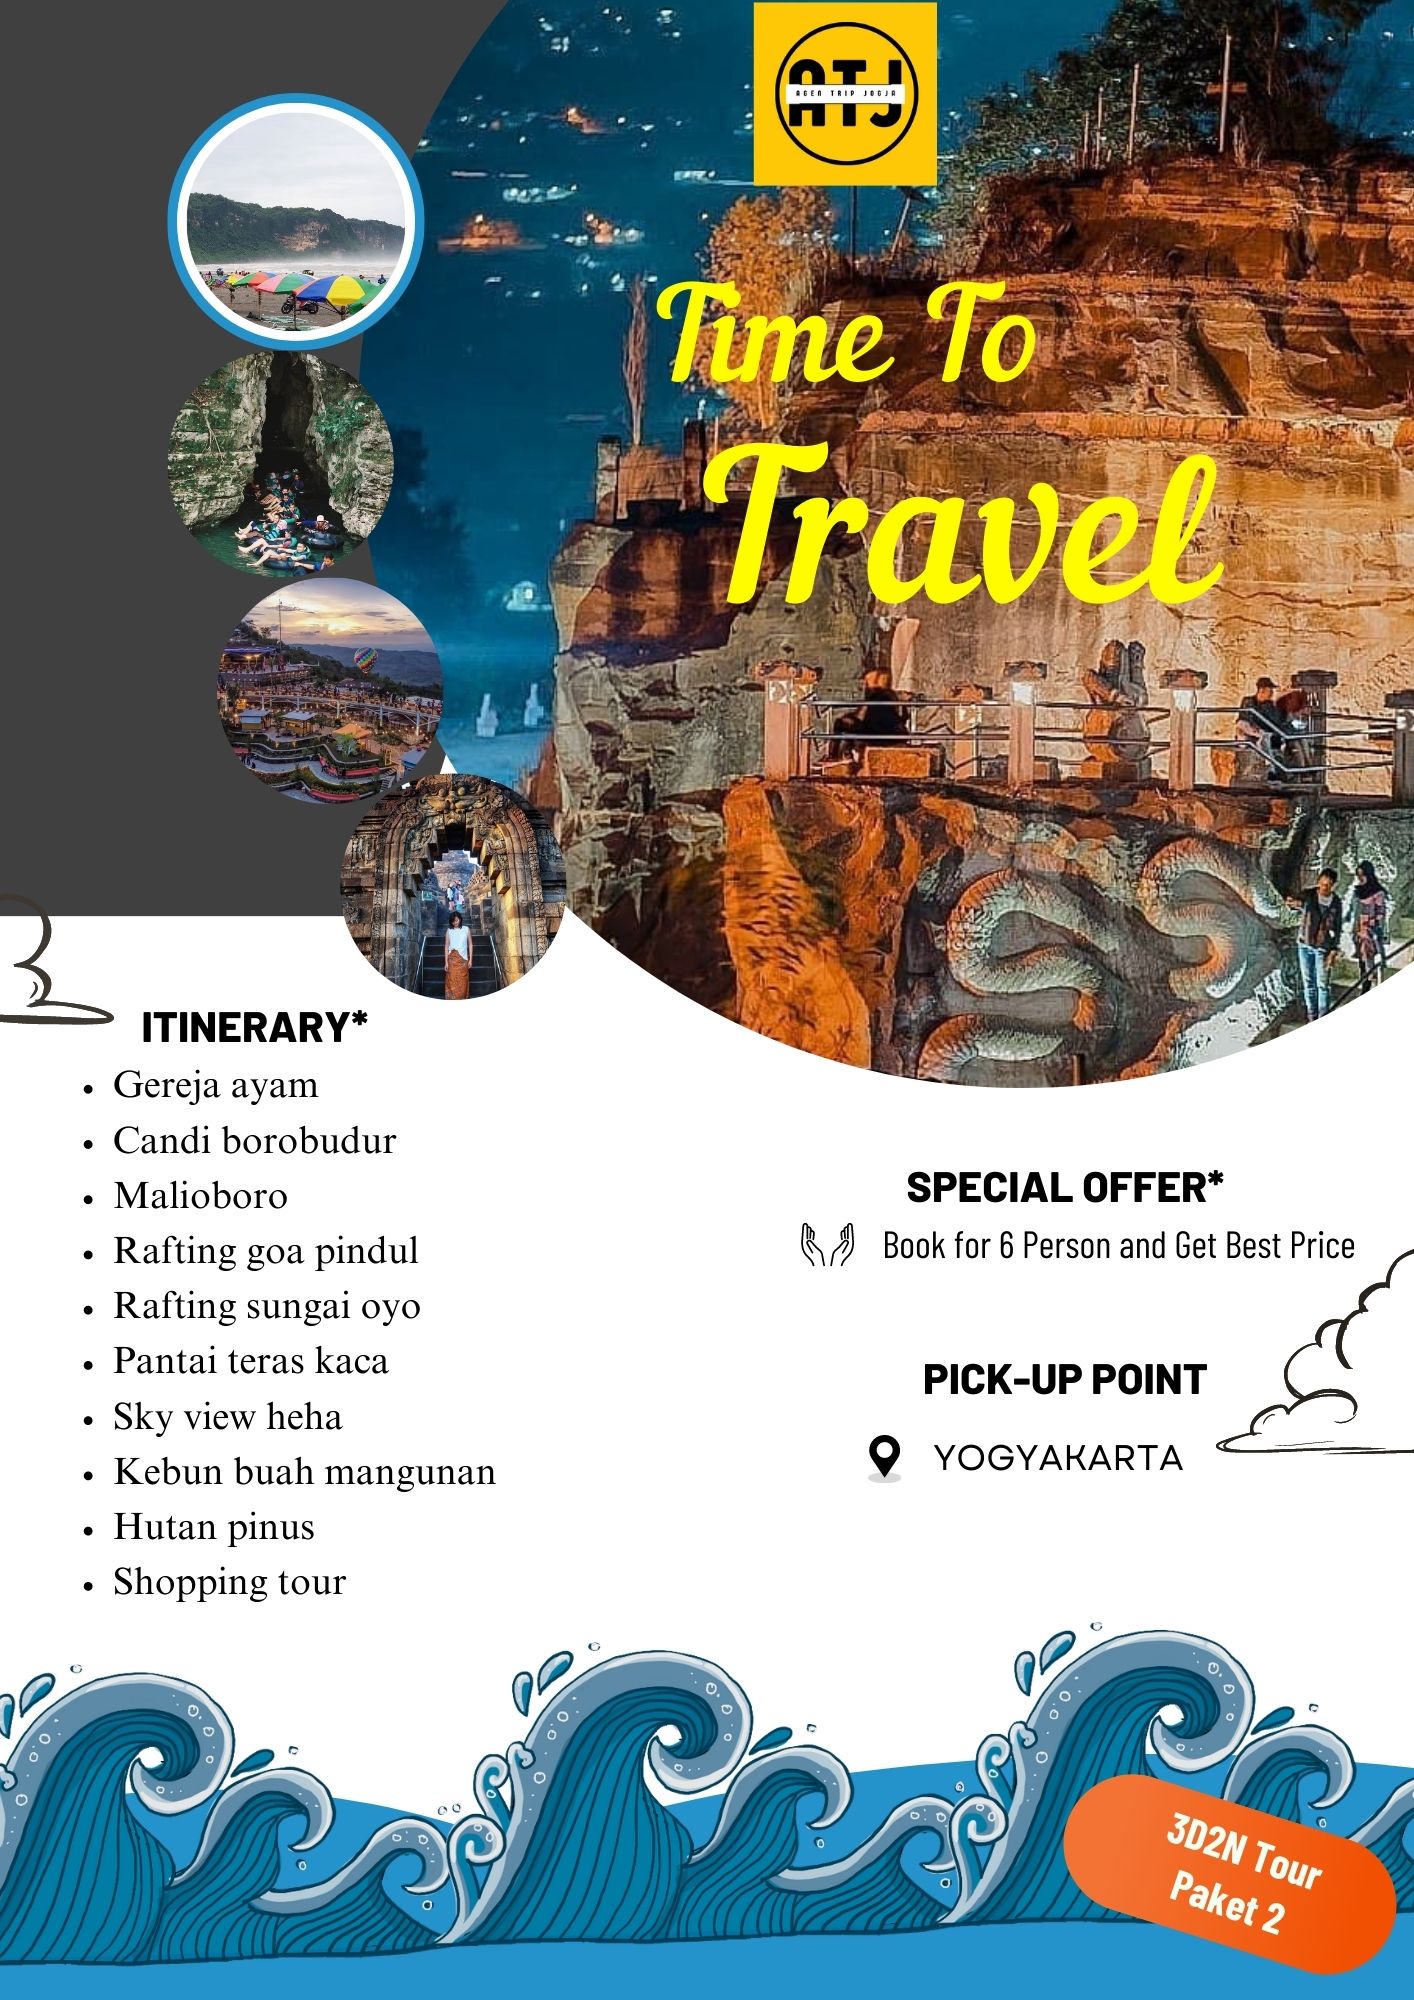 ATJ
AGEN TRIP JOGJA
Time To
Travel
ITINERARY*
• Gereja ayam
• Candi borobudur
• Malioboro
• Rafting goa pindul
• Rafting sungai oyo
• Pantai teras kaca
• Sky view heha
• Kebun buah mangunan
• Hutan pinus
• Shopping tour
SPECIAL OFFER*
Book for 6 Person and Get Best Price
PICK-UP POINT
YOGYAKARTA
3D2N Tour
Paket 2